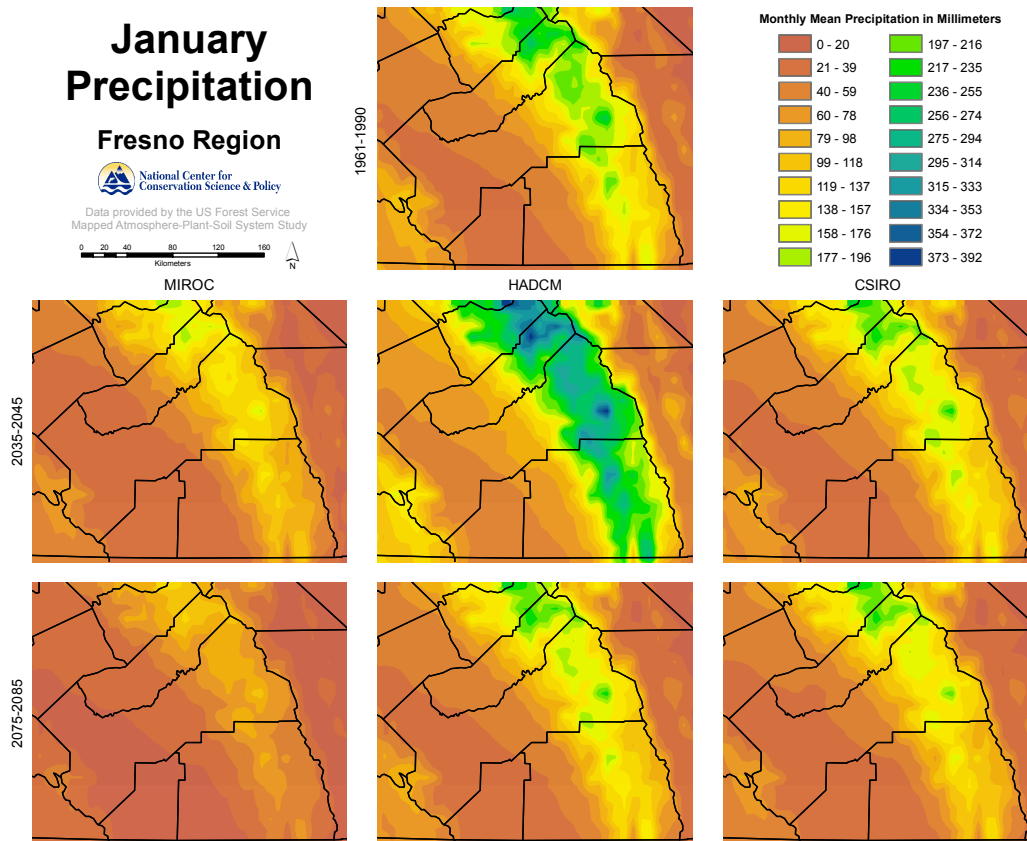 January
Precipitation
Fresno Region
National Center for
Conservation Science & Policy
Data provided by the US Forest Service
Mapped Atmosphere-Plant-Soil System Study
0 20 40 80 120 160
Kilometers
N
1961-1990
Monthly Mean Precipitation in Millimeters
0 - 20
21 - 39
40 - 59
60 - 78
79 - 98
99 - 118
119 - 137
138 - 157
158 - 176
177 - 196
197 - 216
217 - 235
236 - 255
256 - 274
275 - 294
295 - 314
315 - 333
334 - 353
354 - 372
373 - 392
MIROC
HADCM
CSIRO
2035-2045
2075-2085